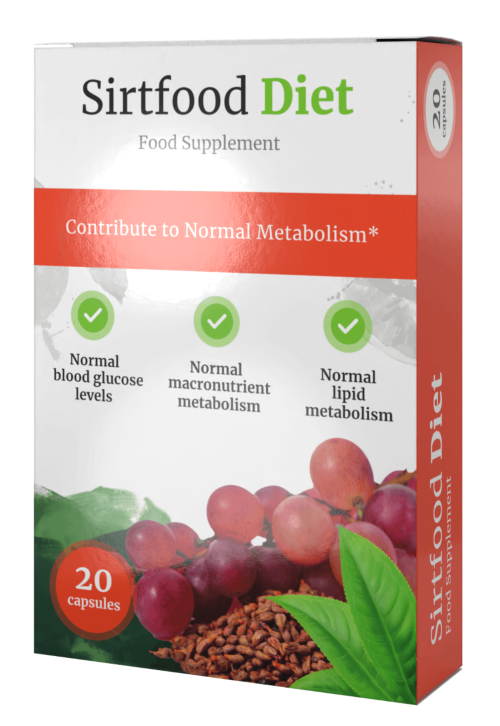 Sirtfood Diet
Food Supplement
Contribute to Normal Metabolism*
Normal
blood glucose
levels
Normal
macronutrient
metabolism
Normal
lipid
metabolism
20
capsules
20
capsules
Sirtfood Diet
Food Supplement